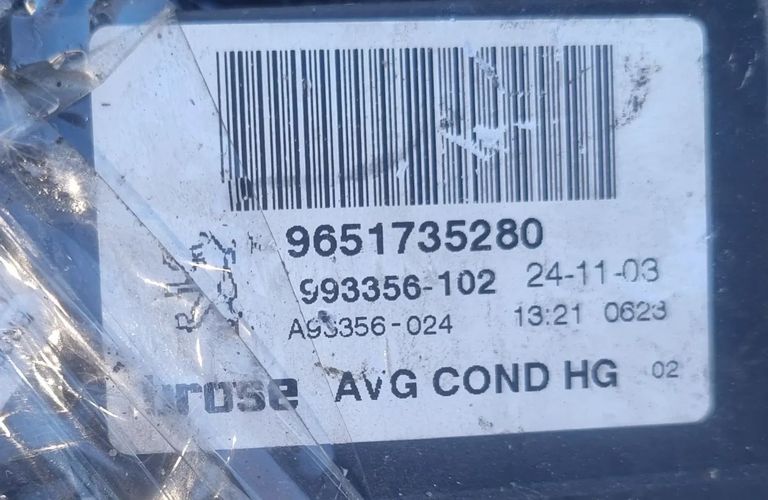 9651735280
993356-102 24-11-03
A93356-024 13:21 0623
brose AVG COND HG 02